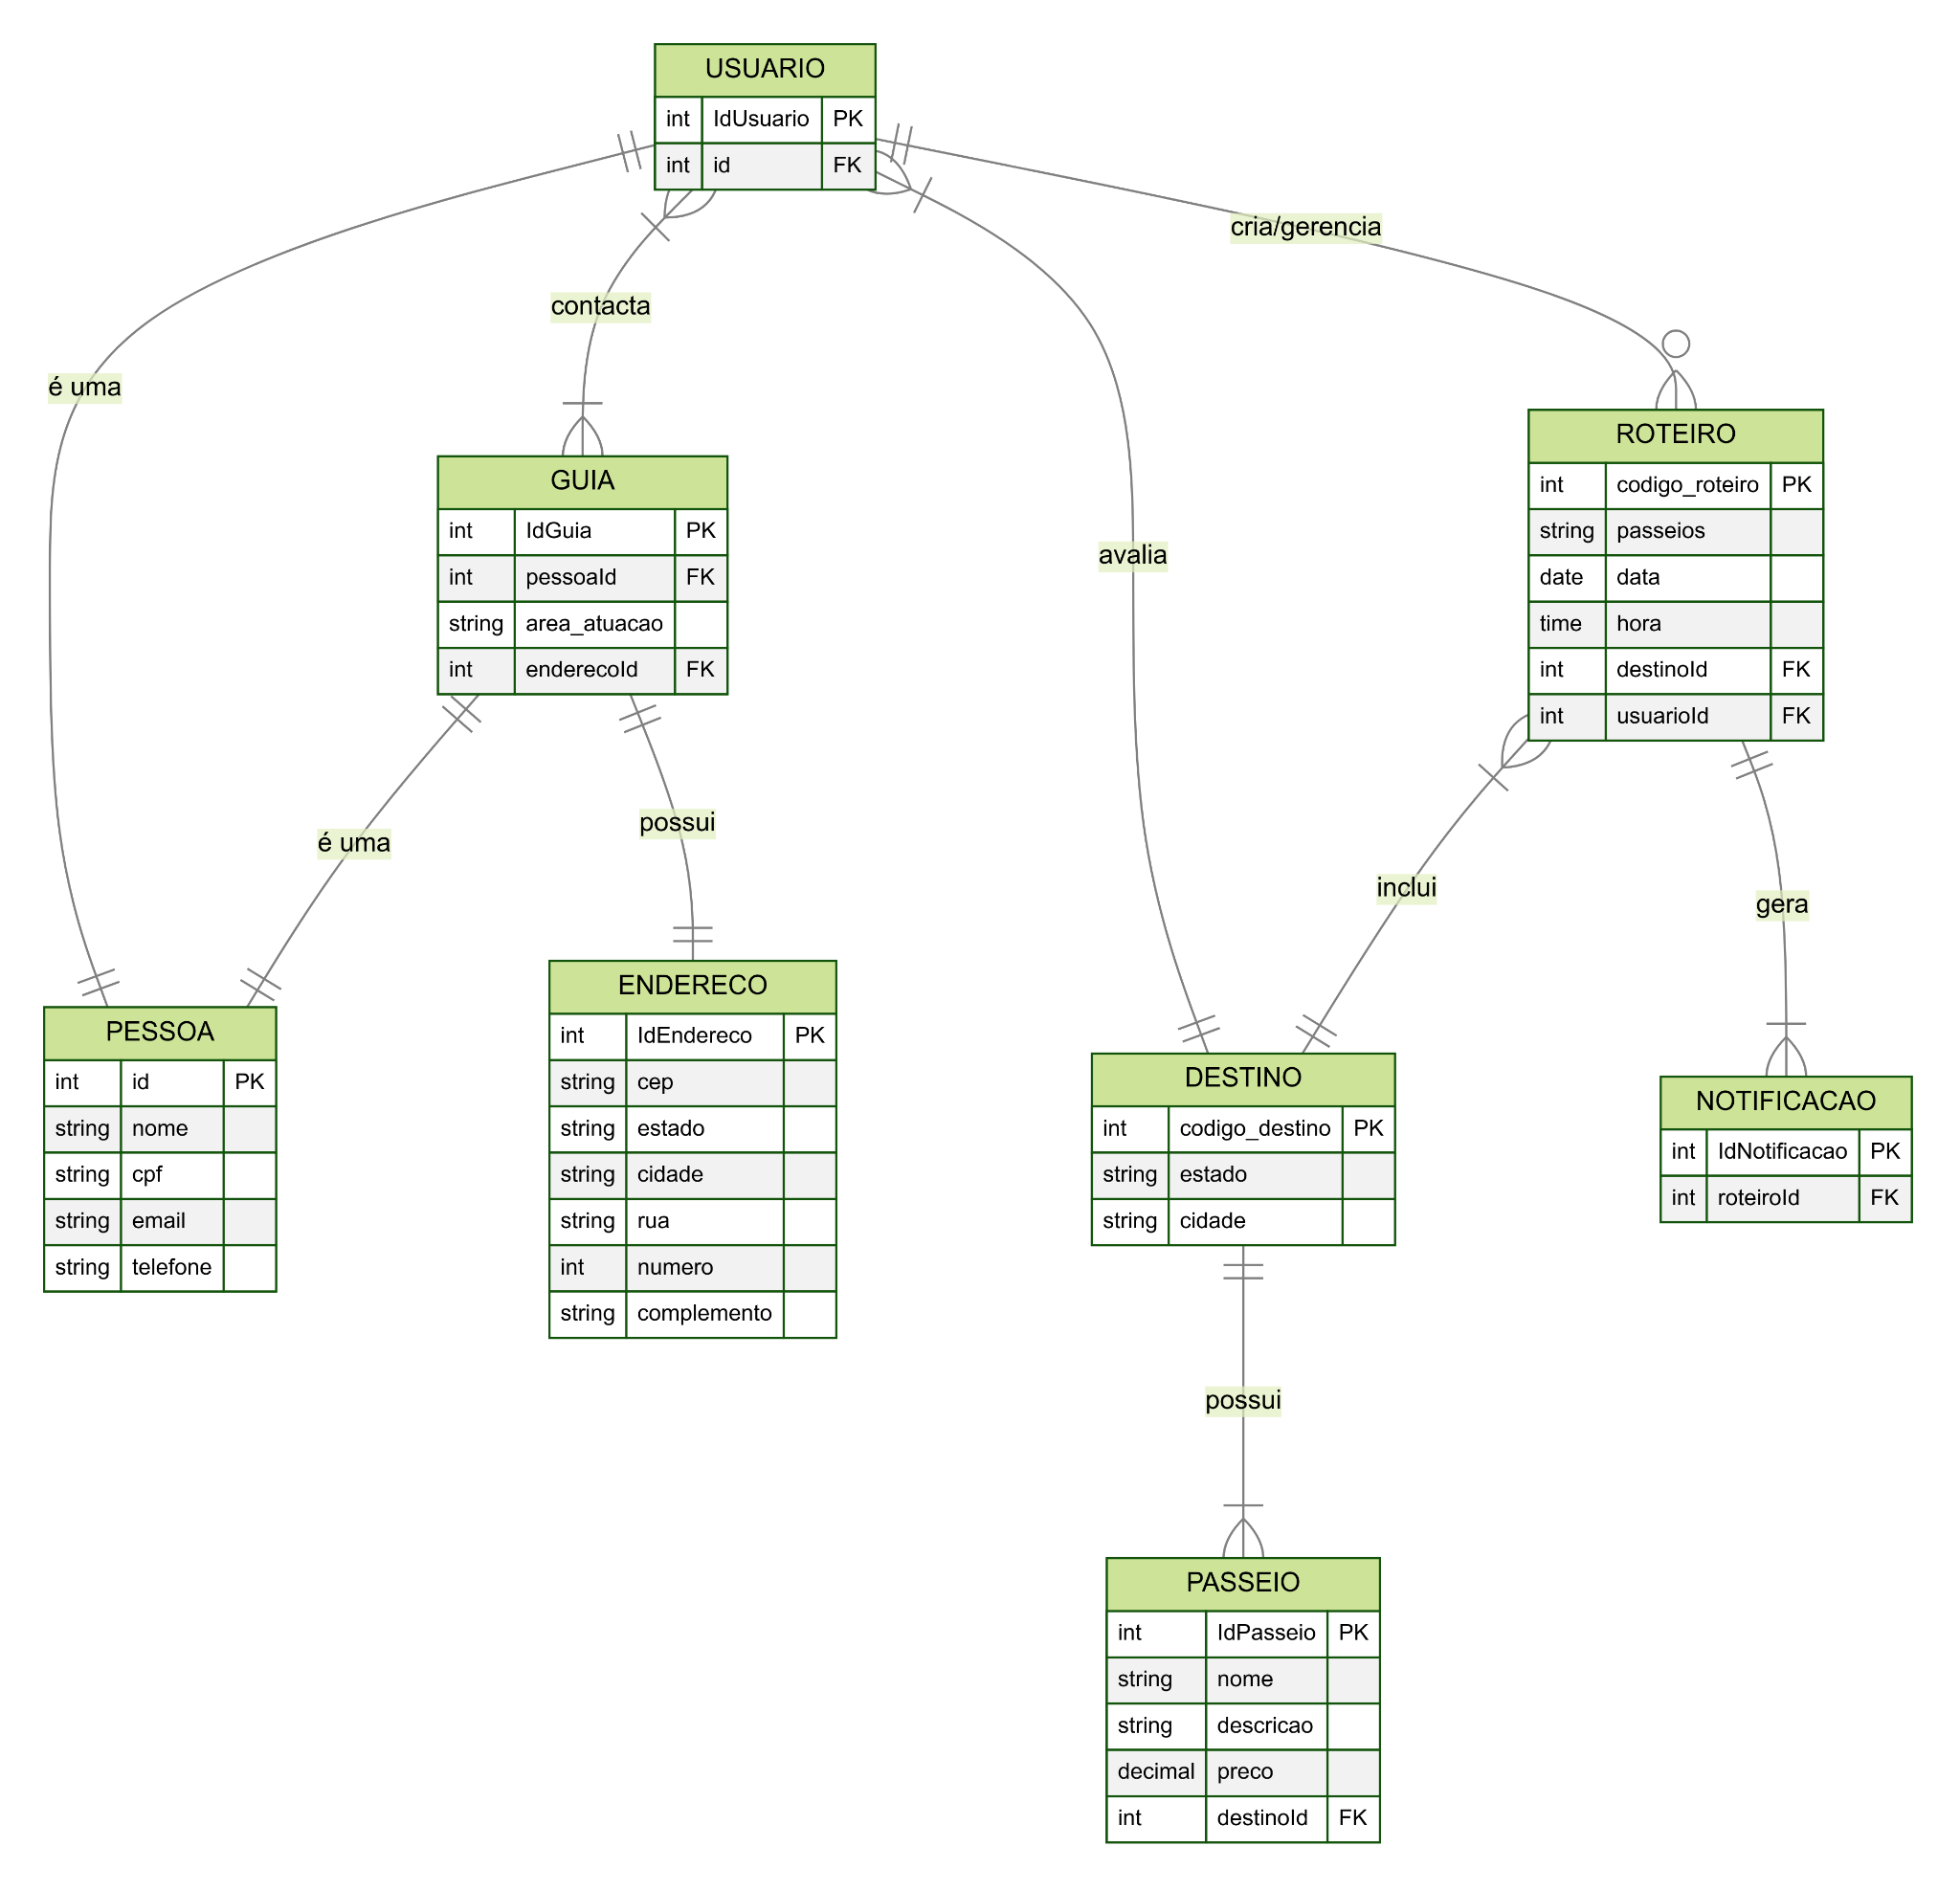 USUARIO
int IdUsuario PK
int id FK
cria/gerencia
contacta
é uma
avalia
GUIA
int IdGuia PK
int pessoaId FK
string area_atuacao
int enderecoId FK
ROTEIRO
int codigo_roteiro PK
string passeios
date data
time hora
int destinoId FK
int usuarioId FK
é uma
possui
inclui
gera
PESSOA
int id PK
string nome
string cpf
string email
string telefone
ENDERECO
int IdEndereco PK
string cep
string estado
string cidade
string rua
int numero
string complemento
DESTINO
int codigo_destino PK
string estado
string cidade
NOTIFICACAO
int IdNotificacao PK
int roteiroId FK
possui
PASSEIO
int IdPasseio PK
string nome
string descricao
decimal preco
int destinoId FK